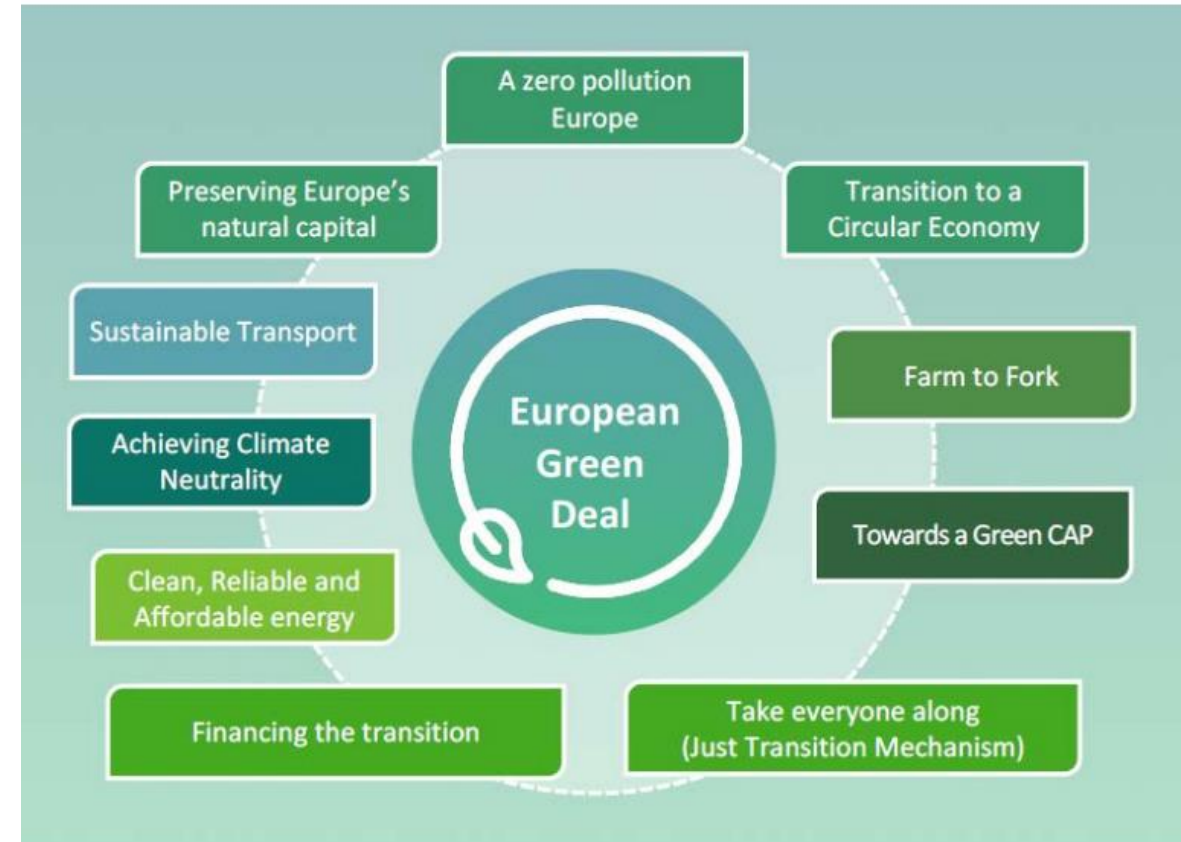 A zero pollution
Europe
Preserving Europe's
natural capital
Transition to a
Circular Economy
Sustainable Transport
Farm to Fork
European
Green
Deal
Achieving Climate
Neutrality
Towards a Green CAP
Clean, Reliable and
Affordable energy
Financing the transition
Take everyone along
(Just Transition Mechanism)